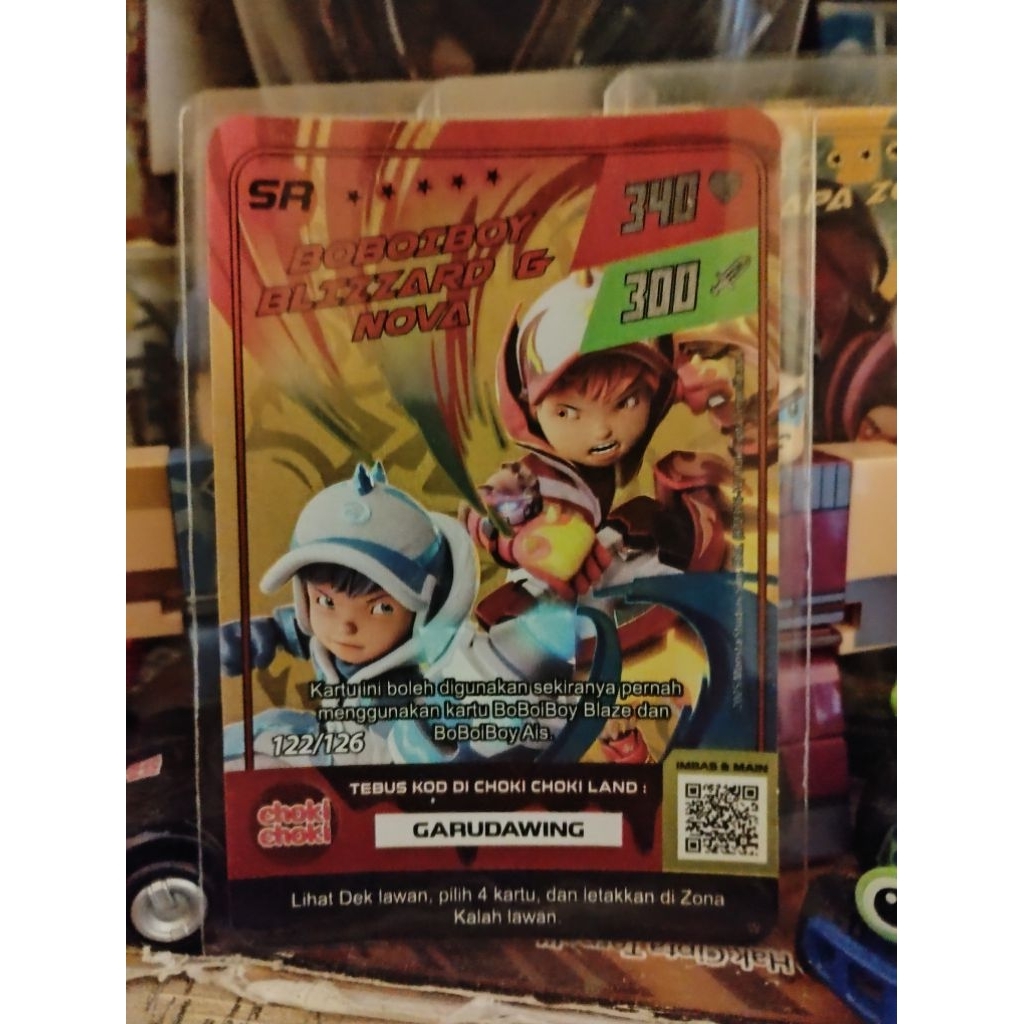 SR
340
BOBOIBOY
BLIZZARD &
NOVA
300
Kartu ini boleh digunakan sekiranya pernah
menggunakan kartu BoBoiBoy Blaze dan
BoBoiBoy Ais.
122/126
IMBAS & MAIN
TEBUS KOD DI CHOKI CHOKI LAND :
choki
choki
GARUDAWING
Lihat Dek lawan, pilih 4 kartu, dan letakkan di Zona
Kalah lawan.